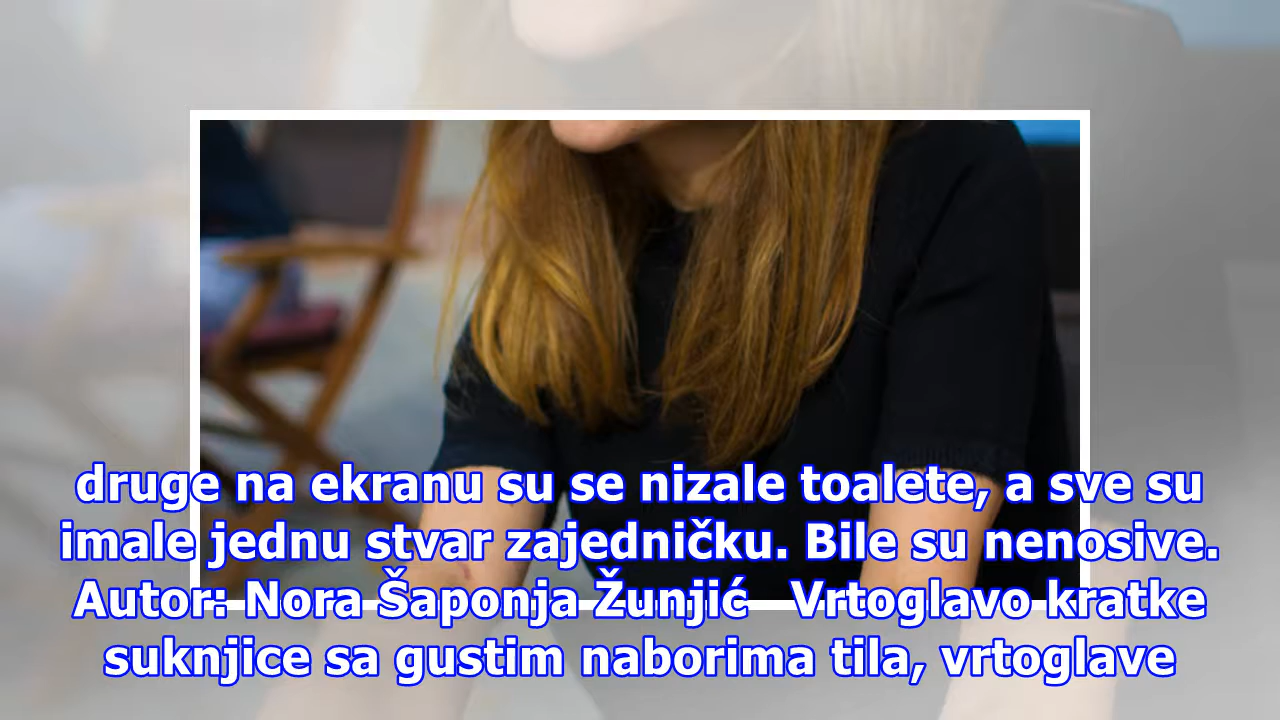 druge na ekranu su se nizale toalete, a sve su
imale jednu stvar zajedničku. Bile su nenosive.
Autor: Nora Šaponja Žunjić   Vrtoglavo kratke
suknjice sa gustim naborima tila, vrtoglave